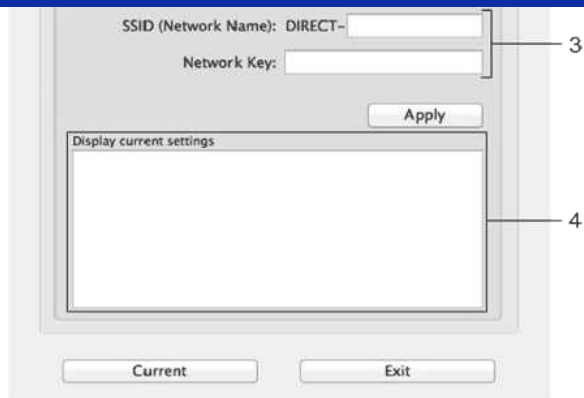 SSID (Network Name): DIRECT-
3
Network Key:
Apply
Display current settings
4
Current
Exit